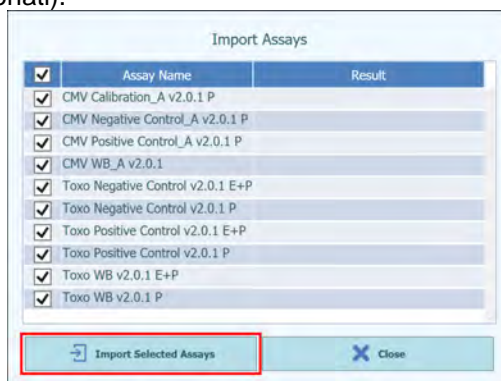 Import Assays
Assay Name Result
CMV Calibration_A v2.0.1 P
CMV Negative Control_A v2.0.1 P
CMV Positive Control_A v2.0.1 P
CMV WB_A v2.0.1
Toxo Negative Control v2.0.1 E+P
Toxo Negative Control v2.0.1 P
Toxo Positive Control v2.0.1 E+P
Toxo Positive Control v2.0.1 P
Toxo WB v2.0.1 E+P
Toxo WB v2.0.1 P
Import Selected Assays Close